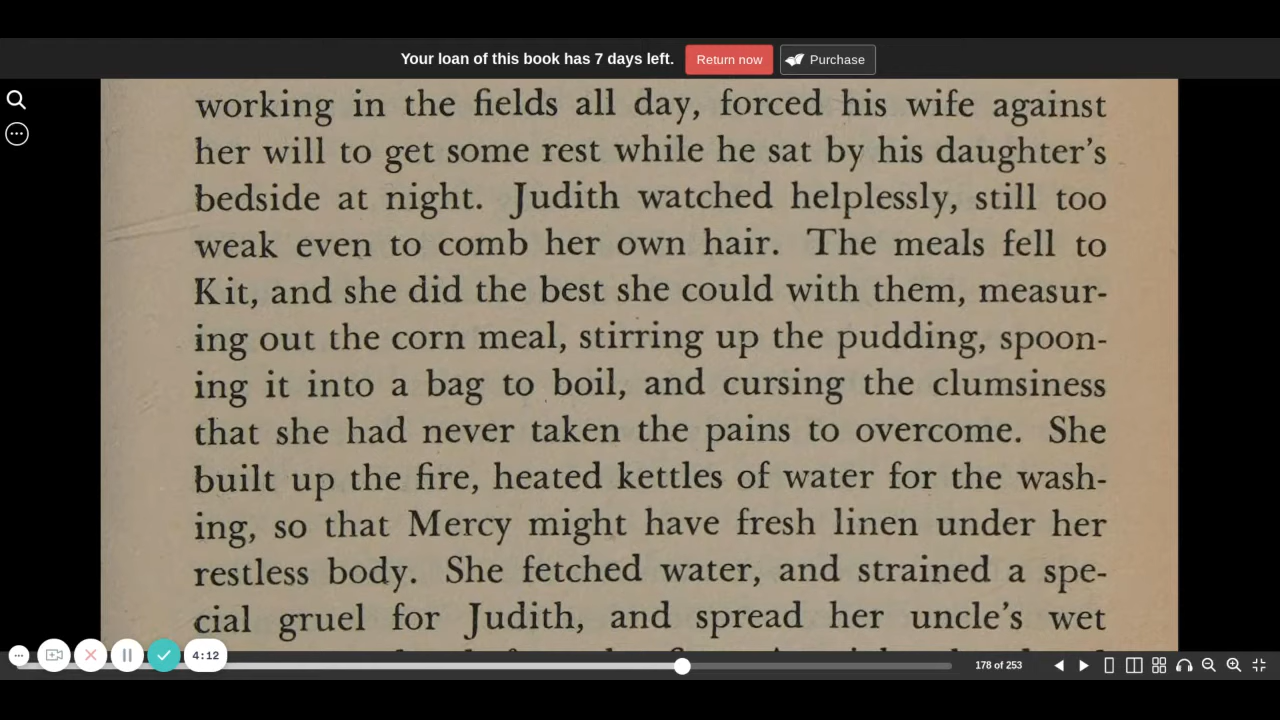 Your loan of this book has 7 days left. Return now Purchase
working in the fields all day, forced his wife against
her will to get some rest while he sat by his daughter's
bedside at night. Judith watched helplessly, still too
weak even to comb her own hair. The meals fell to
Kit, and she did the best she could with them, measur-
ing out the corn meal, stirring up the pudding, spoon-
ing it into a bag to boil, and cursing the clumsiness
that she had never taken the pains to overcome. She
built up the fire, heated kettles of water for the wash-
ing, so that Mercy might have fresh linen under her
restless body. She fetched water, and strained a spe-
cial gruel for Judith, and spread her uncle's wet
4:12
178 of 253